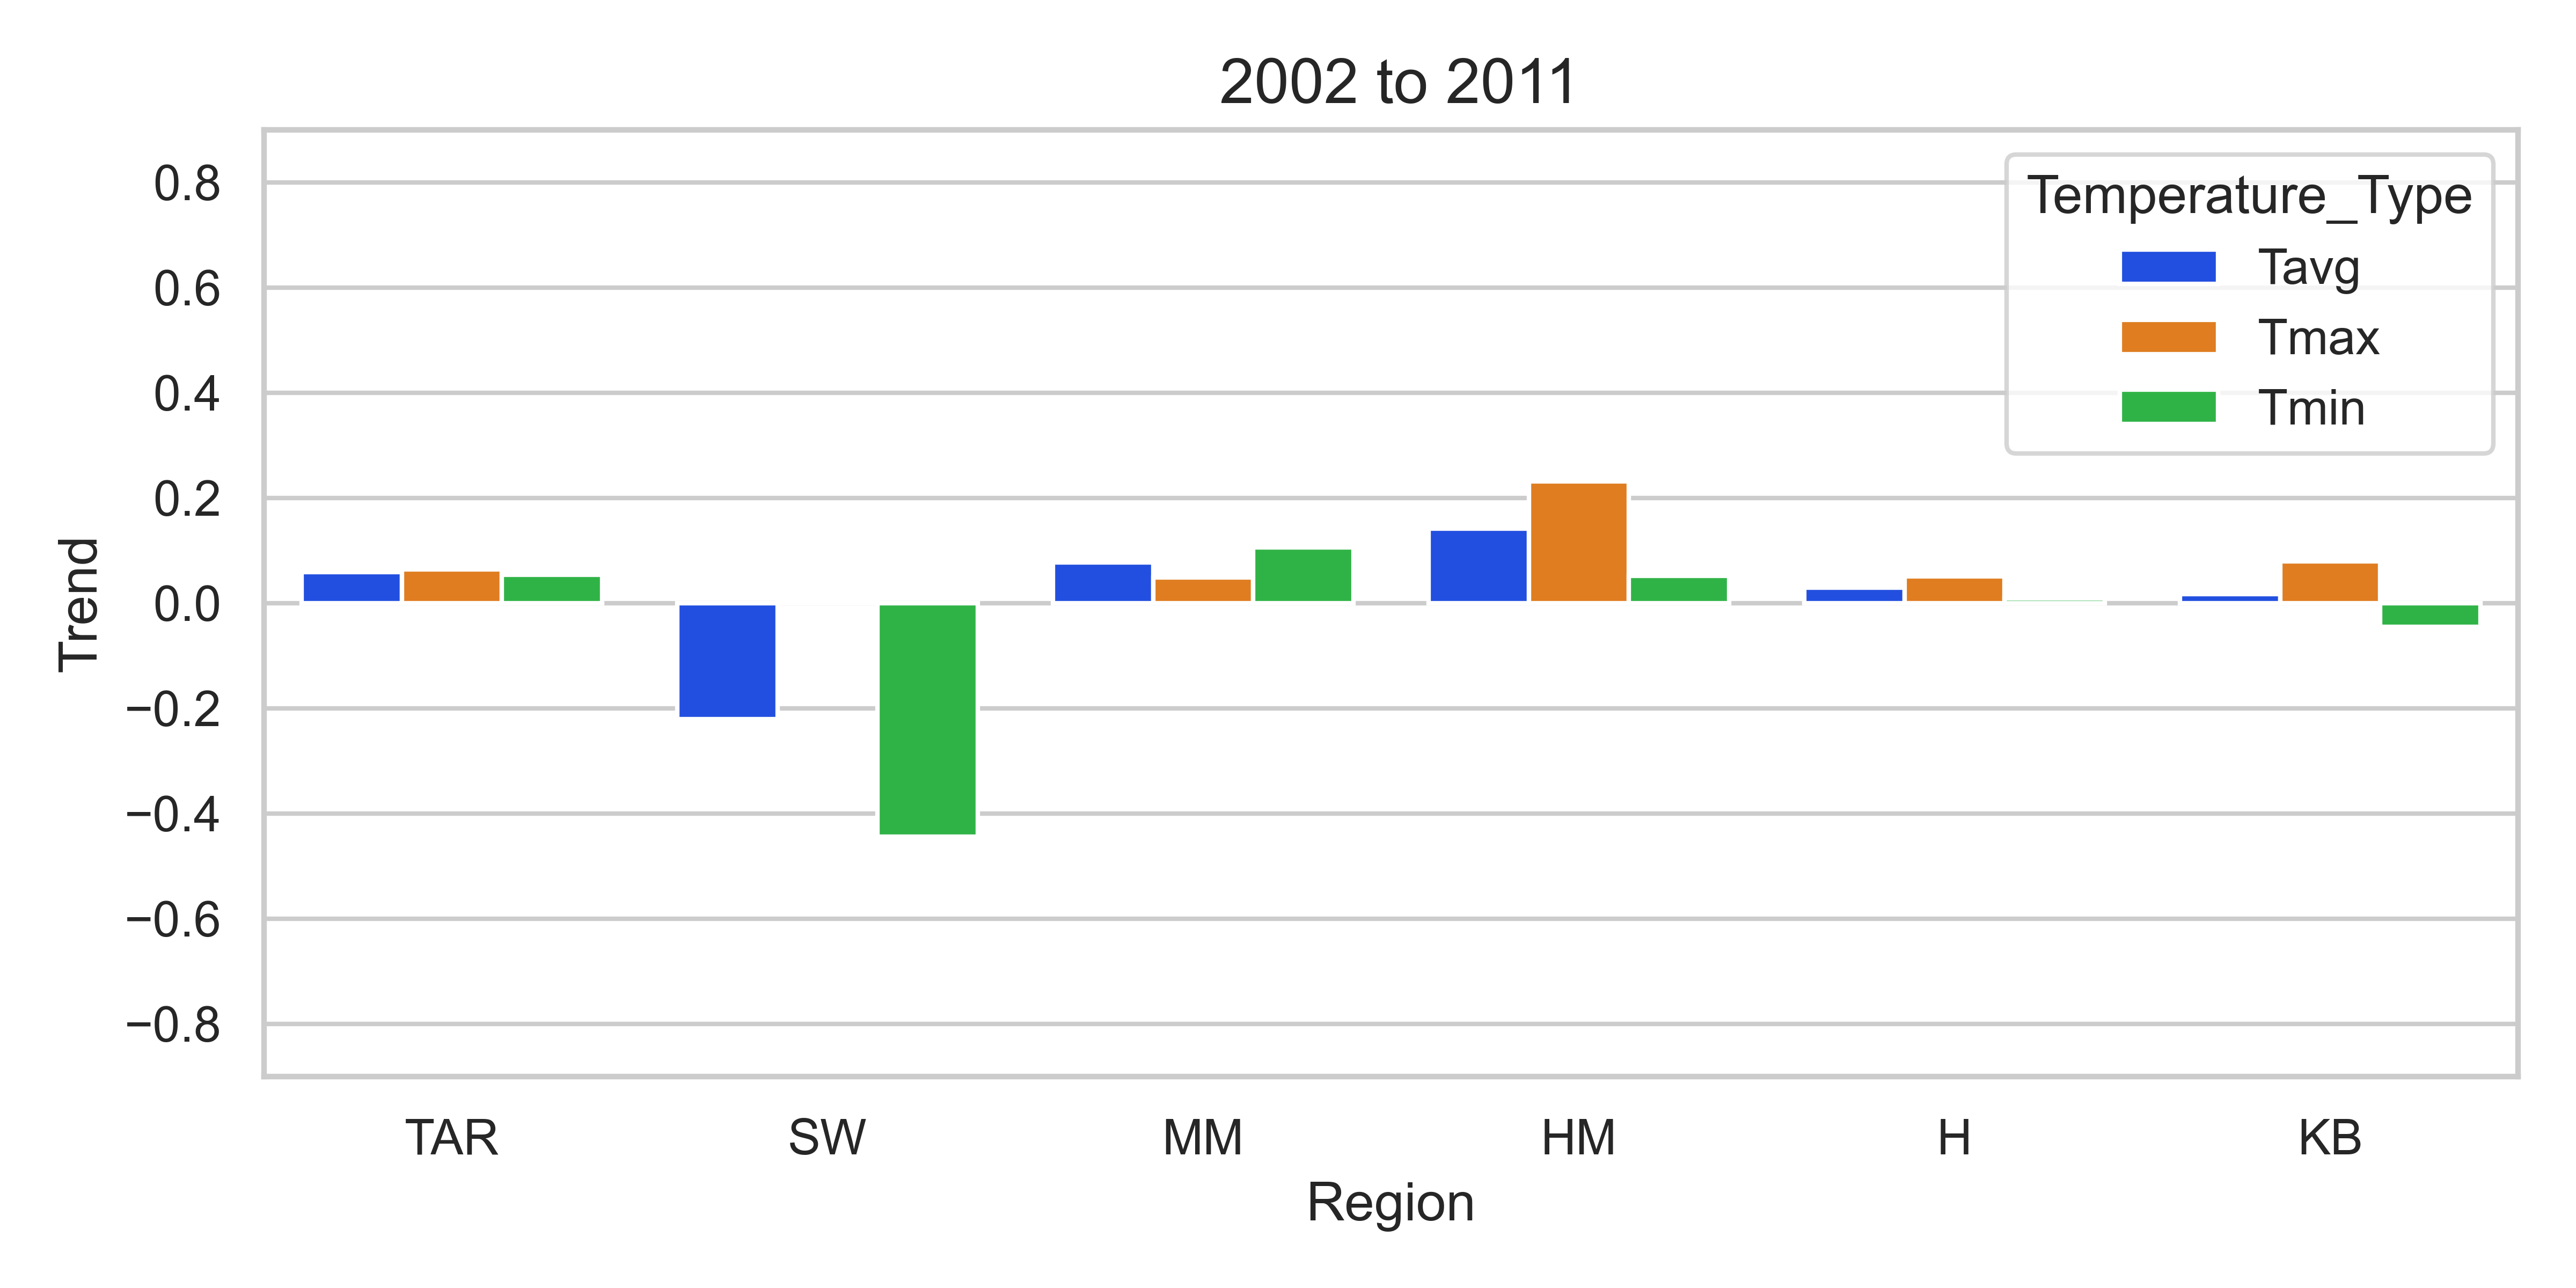 2002 to 2011
Temperature_Type
Tavg
Tmax
Tmin
0.8
0.6
0.4
0.2
0.0
−0.2
−0.4
−0.6
−0.8
Trend
TAR SW MM HM H KB
Region